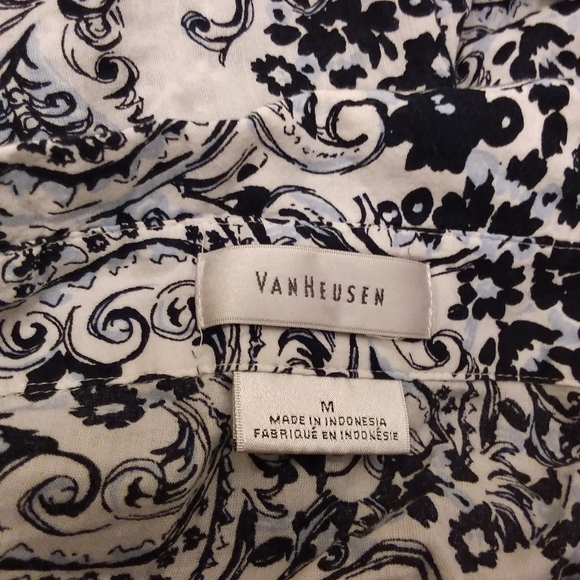 VANHEUSEN
M
MADE IN INDONESIA
FABRIQUÉ EN INDONÉSIE